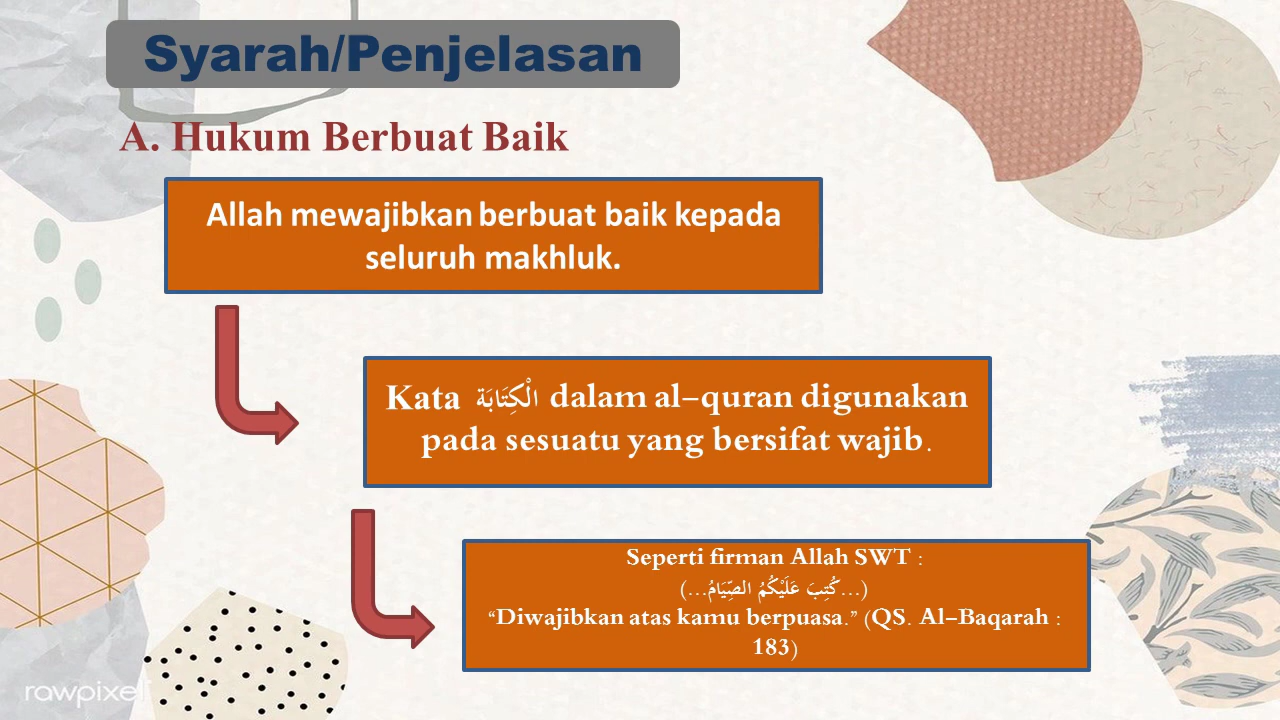 Syarah/Penjelasan
A. Hukum Berbuat Baik
Allah mewajibkan berbuat baik kepada
seluruh makhluk.
Kata الْكِتَابَة dalam al-quran digunakan
pada sesuatu yang bersifat wajib.
Seperti firman Allah SWT :
(...كُتِبَ عَلَيْكُمُ الصِّيَامُ...)
“Diwajibkan atas kamu berpuasa.” (QS. Al-Baqarah :
183)
rawpixel